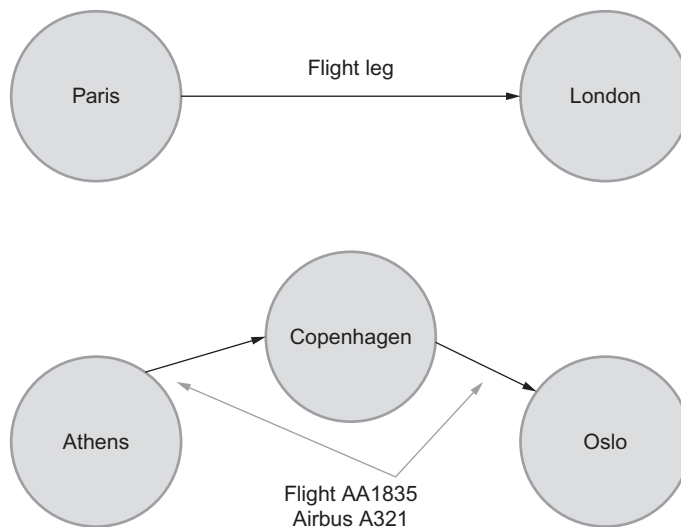 Flight leg
Paris
London
Copenhagen
Athens
Oslo
Flight AA1835
Airbus A321